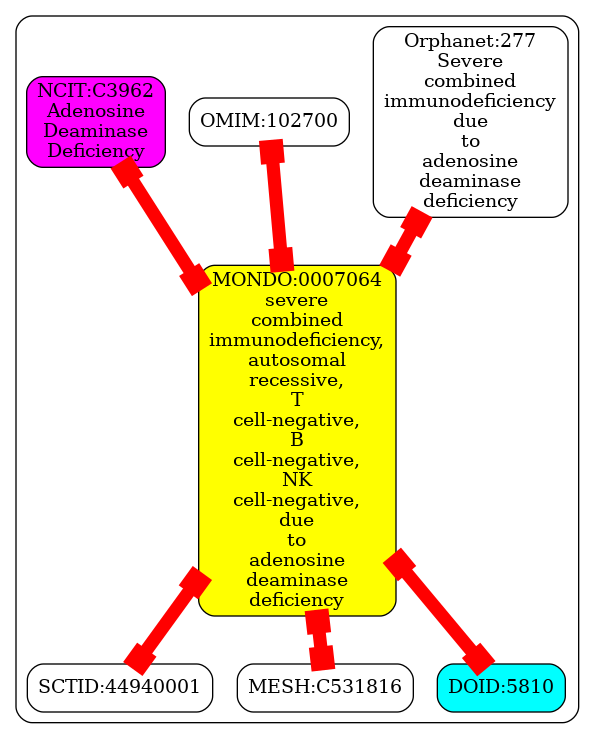 NCIT:C3962
Adenosine
Deaminase
Deficiency
OMIM:102700
Orphanet:277
Severe
combined
immunodeficiency
due
to
adenosine
deaminase
deficiency
MONDO:0007064
severe
combined
immunodeficiency,
autosomal
recessive,
T
cell-negative,
B
cell-negative,
NK
cell-negative,
due
to
adenosine
deaminase
deficiency
SCTID:44940001
MESH:C531816
DOID:5810